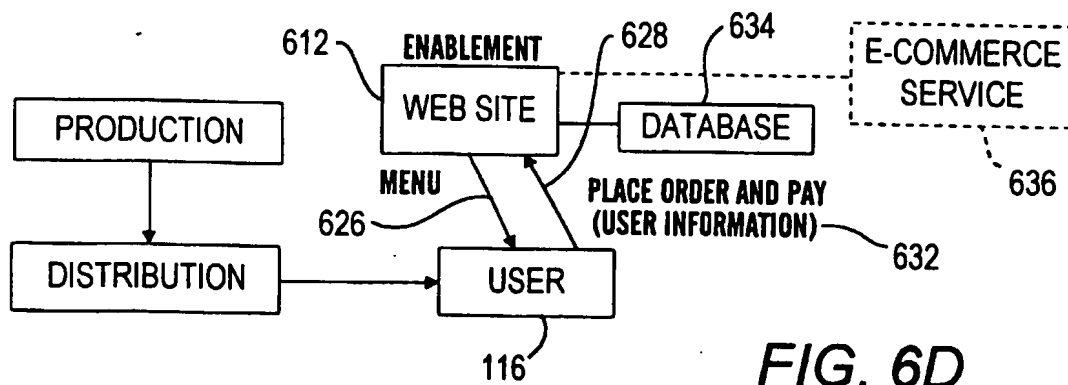 612
ENABLEMENT
628
634
E-COMMERCE
SERVICE
WEB SITE
DATABASE
636
PRODUCTION
MENU
626
PLACE ORDER AND PAY
(USER INFORMATION)
632
DISTRIBUTION
USER
116
FIG. 6D